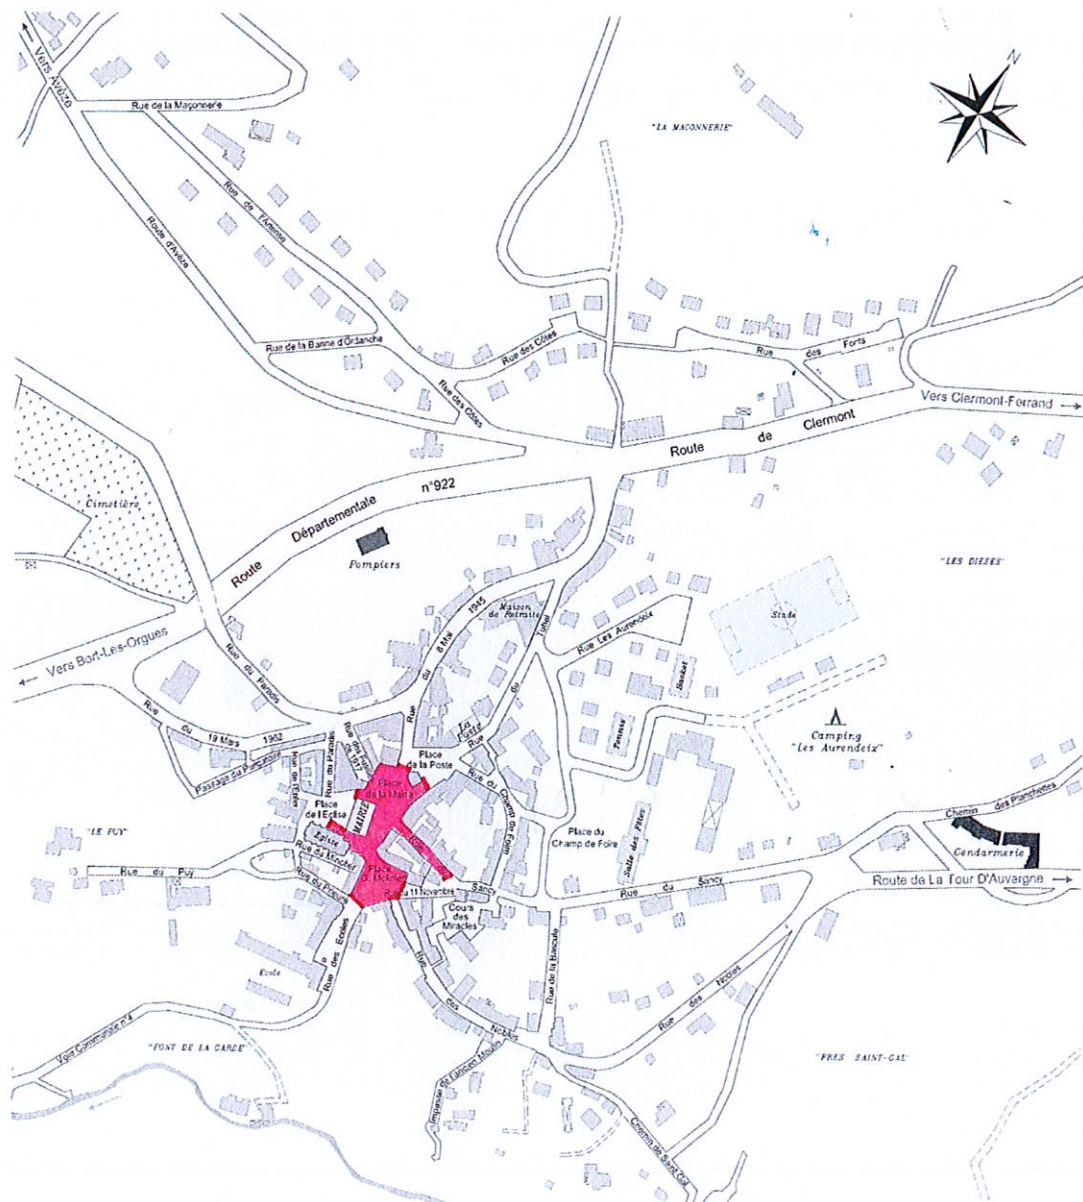 Vers Avèze
Rue de la Maçonnerie
N
"LA MACONNERIE"
Rue de l'Artense
Route d'Avèze
Rue de la Banne d'Ordanche
Rue des Côtes
Rue des Côtes
Rue des Forts
Vers Clermont-Ferrand
Route de Clermont
Cimetière
Route Départementale n°922
Pompiers
"LES DIESES"
Maison
de Retraite
Rue du 8 Mai 1945
Rue du Tuhel
Rue Les Aurendeix
Stade
Basket
Tennis
Vers Bort-Les-Orgues
Rue du Paradis
Rue du 19 Mars 1962
Rue du Paradis
La Poste
Place
de la Poste
Camping
"Les Aurendeix"
Place
de la Mairie
Place
de l'Eglise
MAIRIE
Eglise
Rue du Champ de Foire
Place du
Champ de Foire
Salle des Fêtes
Chemin des Planchettes
Gendarmerie
Route de La Tour D'Auvergne
"LE PUY"
Rue du Puy
Rue du Prieuré
Place
Rue du 11 Novembre
Sancy
Rue du Sancy
Cours
des
Miracles
Rue de la Bascule
Rue des Ecoles
Ecole
Rue des Nobles
Rue des Nobles
Voie Communale n°4
"PONT DE LA GARDE"
Impasse de l'ancien Moulin
"PRES SAINT-GAL"
Chemin de Saint Gal